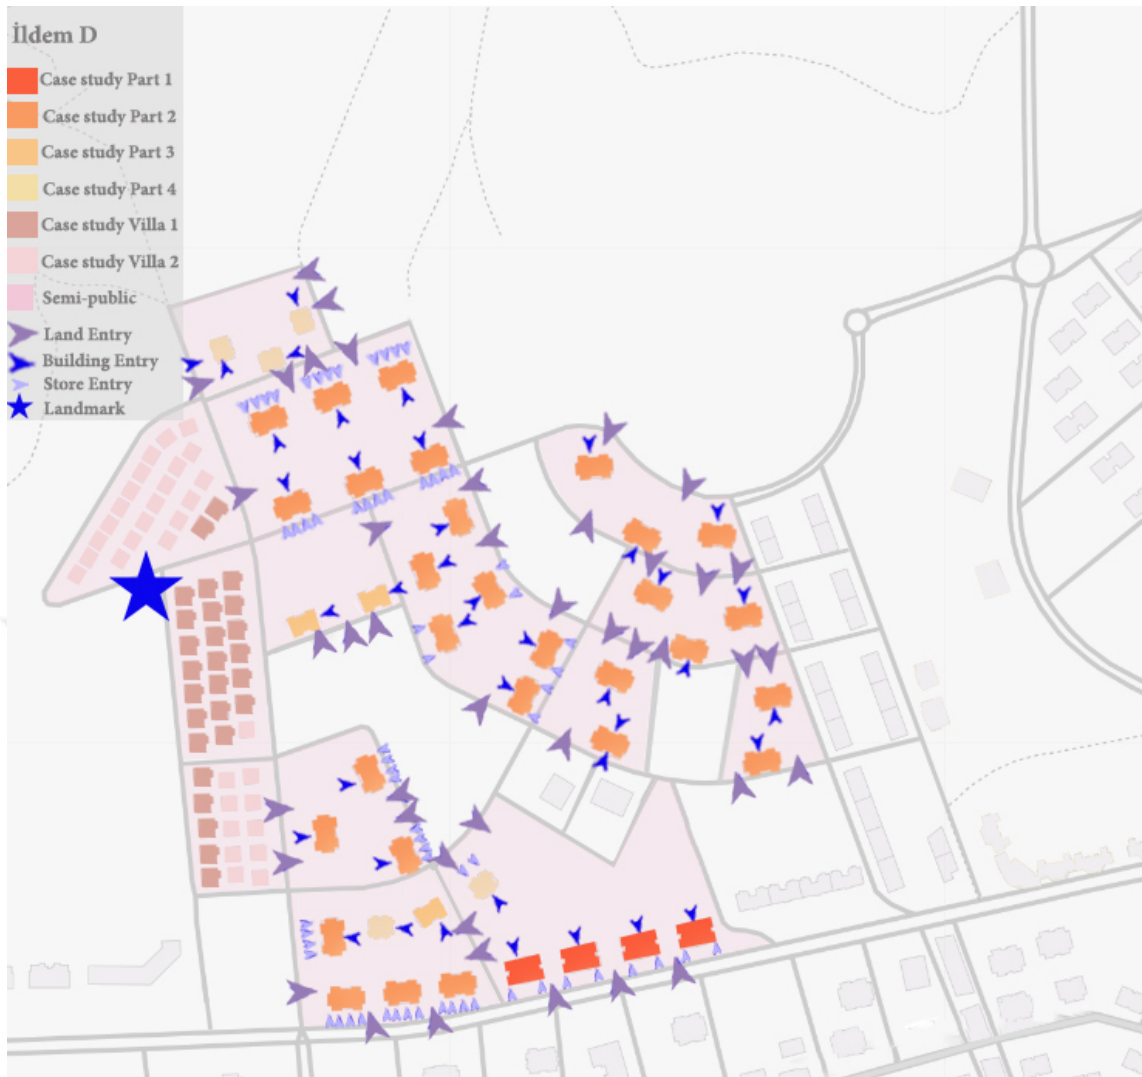 İldem D
Case study Part 1
Case study Part 2
Case study Part 3
Case study Part 4
Case study Villa 1
Case study Villa 2
Semi-public
Land Entry
Building Entry
Store Entry
Landmark